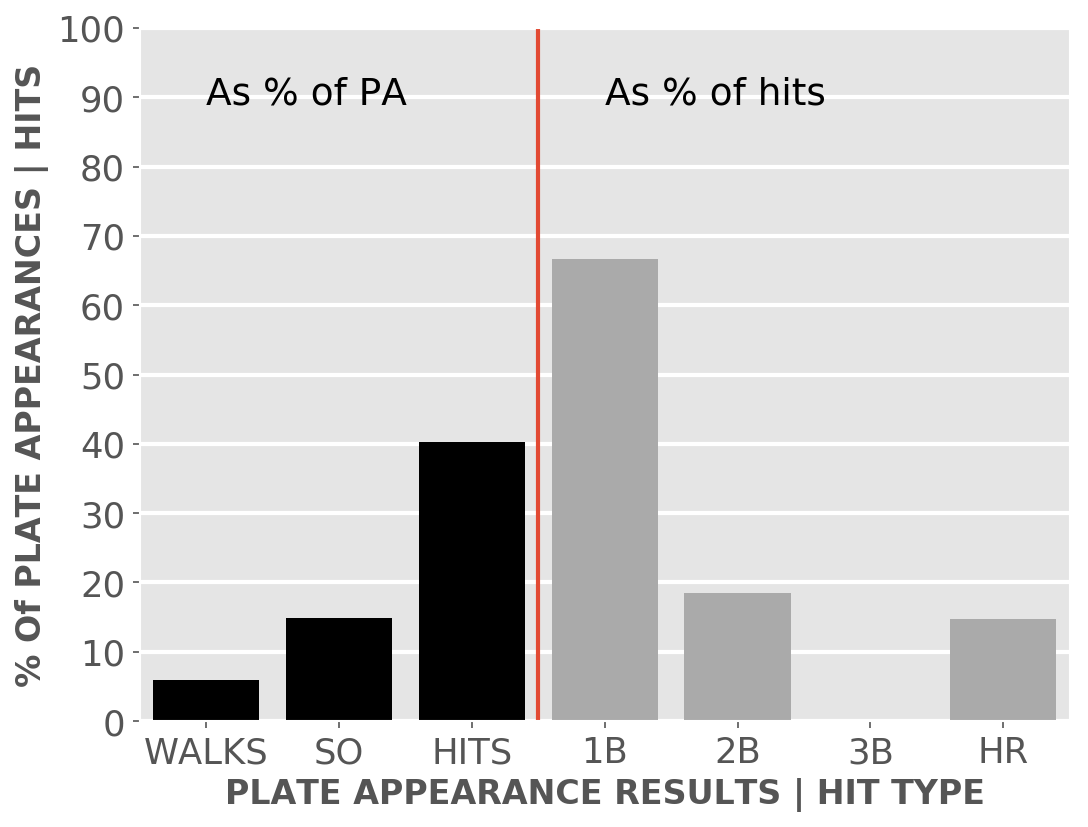 % Of PLATE APPEARANCES | HITS
100
90
80
70
60
50
40
30
20
10
0
As % of PA
As % of hits
WALKS SO HITS 1B 2B 3B HR
PLATE APPEARANCE RESULTS | HIT TYPE